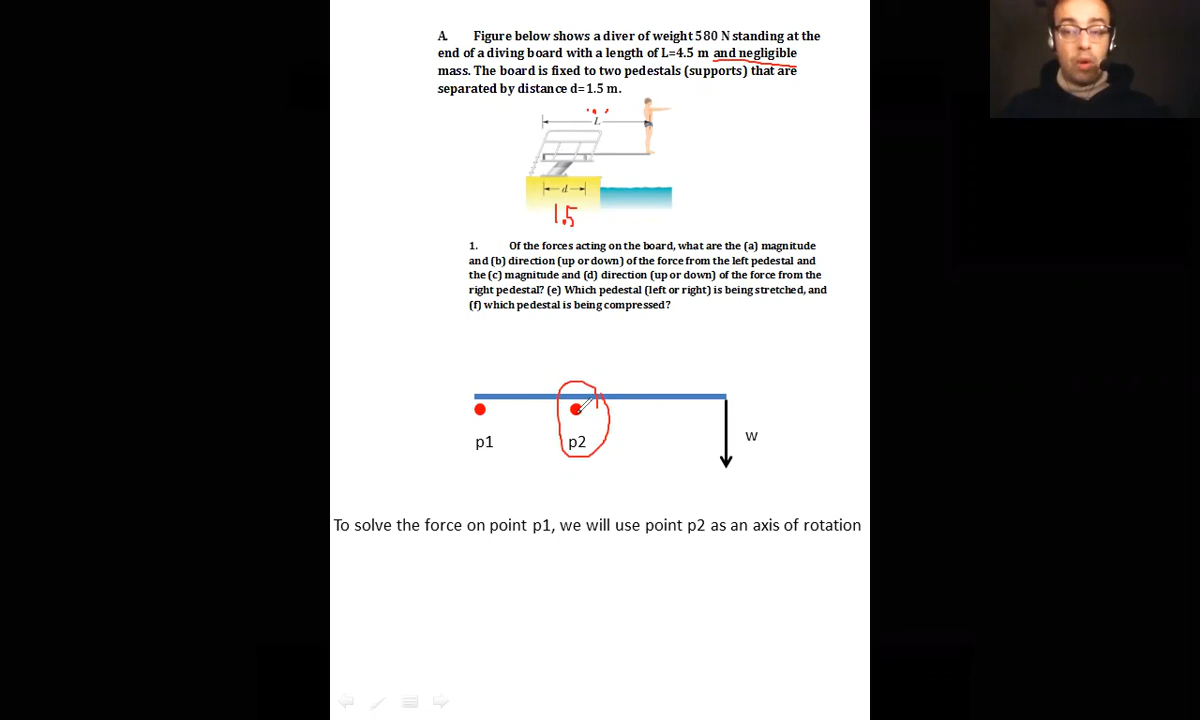 A. Figure below shows a diver of weight 580 N standing at the
end of a diving board with a length of L=4.5 m and negligible
mass. The board is fixed to two pedestals (supports) that are
separated by distance d=1.5 m.
L
d
1.5
1. Of the forces acting on the board, what are the (a) magnitude
and (b) direction (up or down) of the force from the left pedestal and
the (c) magnitude and (d) direction (up or down) of the force from the
right pedestal? (e) Which pedestal (left or right) is being stretched, and
(f) which pedestal is being compressed?
p1
p2
w
To solve the force on point p1, we will use point p2 as an axis of rotation